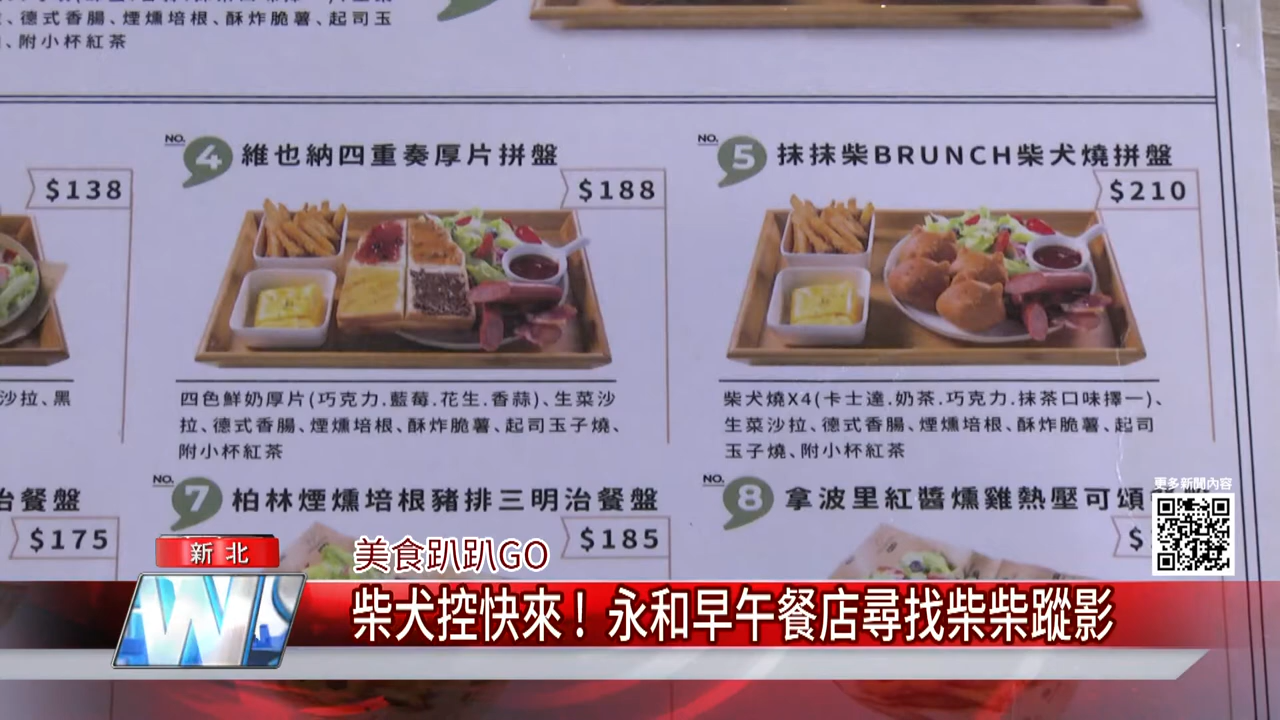 、德式香腸、煙燻培根、酥炸脆薯、起司玉
、附小杯紅茶
$138
NO. 4 維也納四重奏厚片拼盤
$188
NO. 5 抹抹柴BRUNCH柴犬燒拼盤
$210
沙拉、黑
四色鮮奶厚片(巧克力.藍莓.花生.香蒜)、生菜沙
拉、德式香腸、煙燻培根、酥炸脆薯、起司玉子燒、
附小杯紅茶
柴犬燒X4(卡士達.奶茶.巧克力.抹茶口味擇一)、
生菜沙拉、德式香腸、煙燻培根、酥炸脆薯、起司
玉子燒、附小杯紅茶
治餐盤
$175
NO. 7 柏林煙燻培根豬排三明治餐盤
$185
NO. 8 拿波里紅醬燻雞熱壓可頌
$
更多新聞內容
新北
美食趴趴GO
W
柴犬控快來！永和早午餐店尋找柴柴蹤影